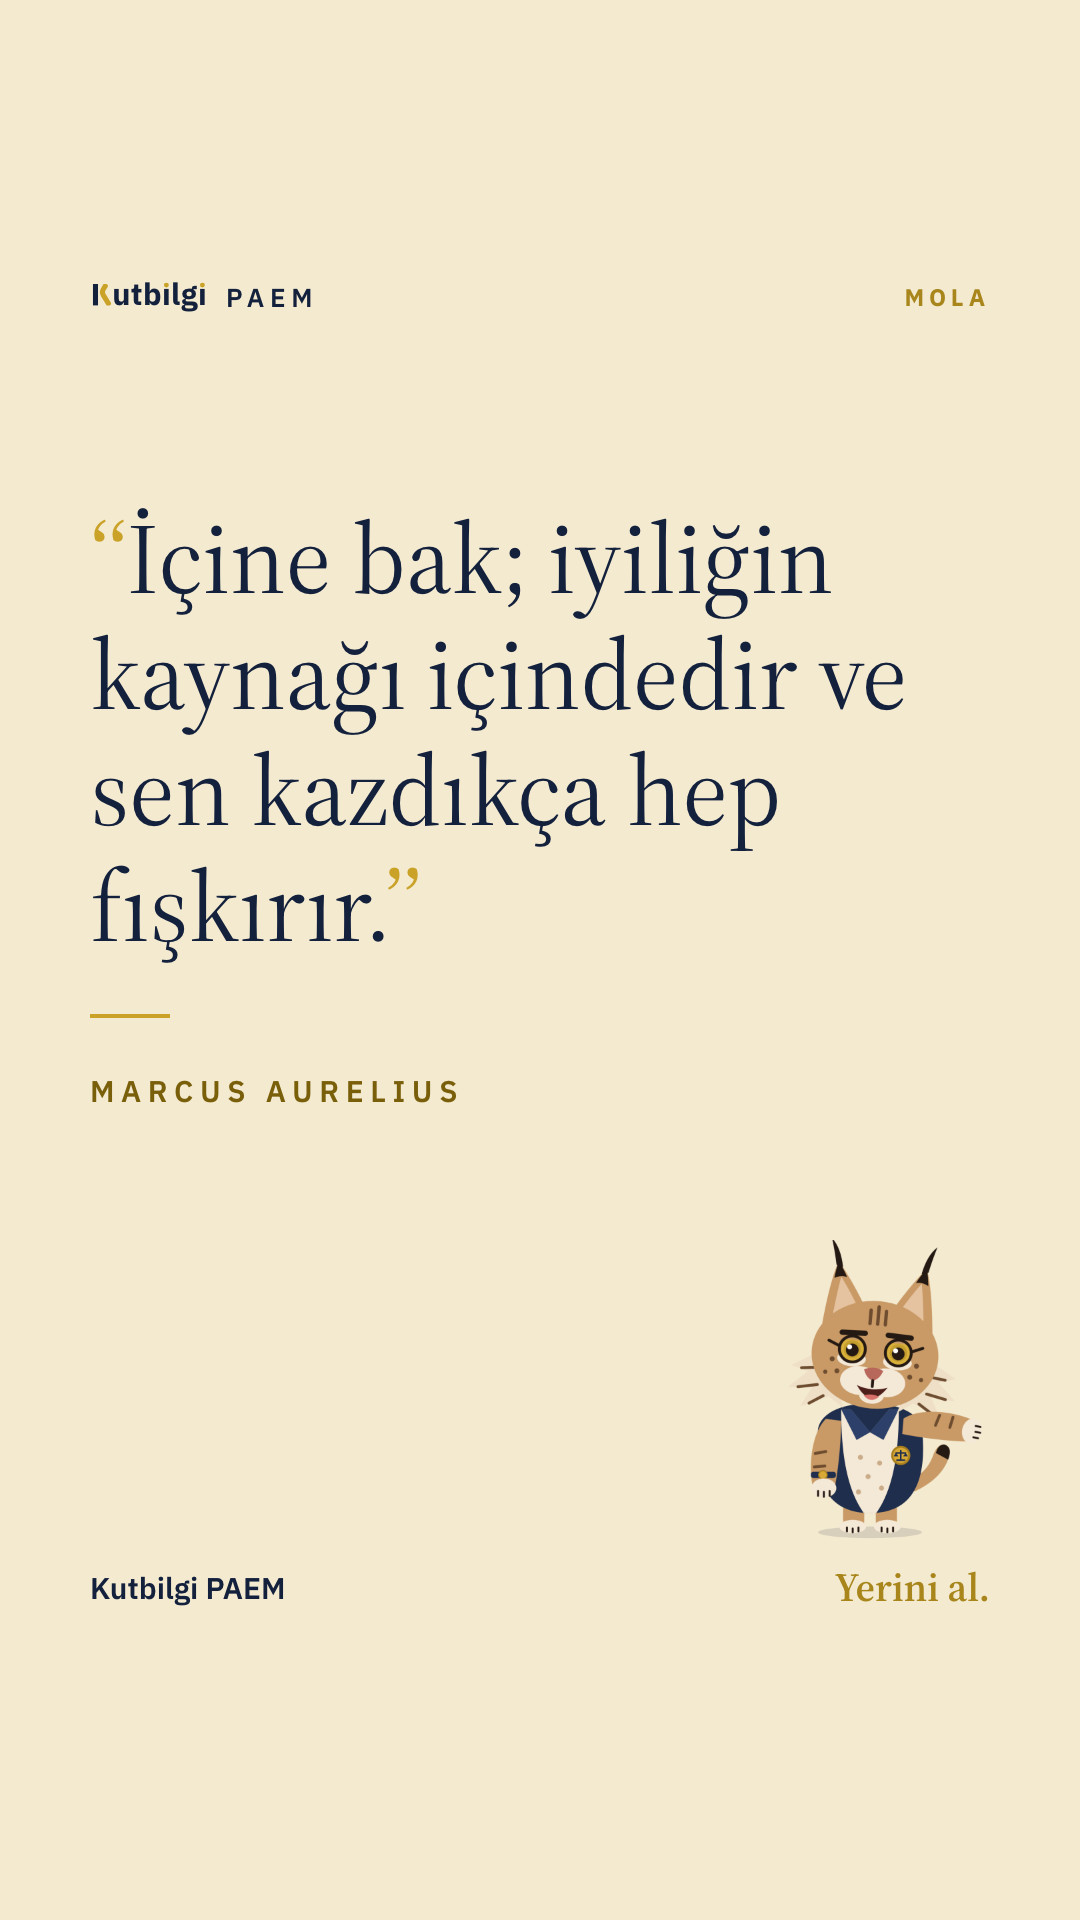 Kutbilgi PAEM
MOLA
“İçine bak; iyiliğin
kaynağı içindedir ve
sen kazdıkça hep
fışkırır.”
MARCUS AURELIUS
Kutbilgi PAEM
Yerini al.